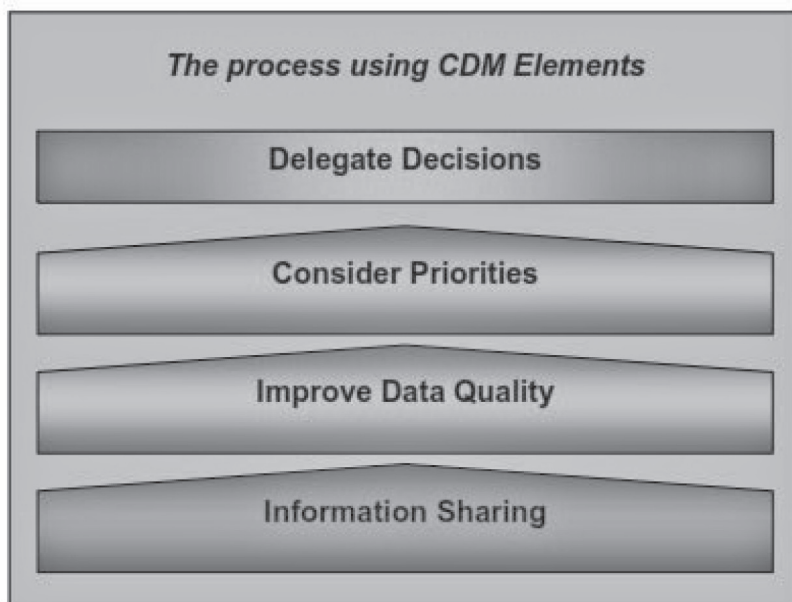 The process using CDM Elements
Delegate Decisions
Consider Priorities
Improve Data Quality
Information Sharing